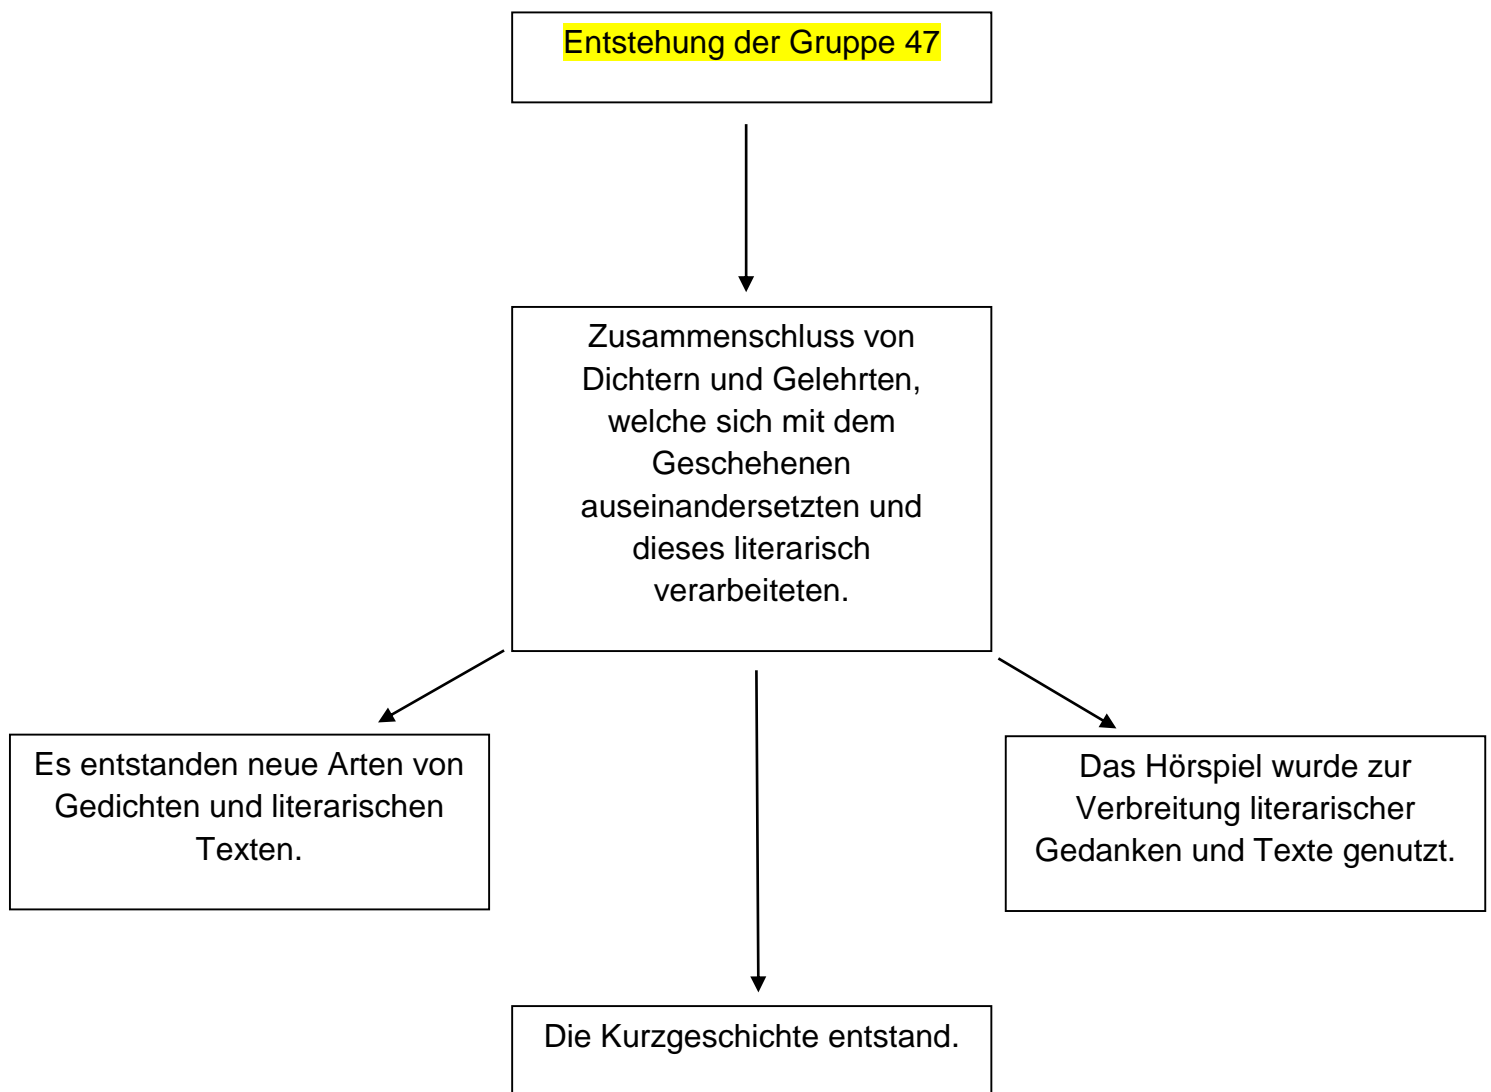 Entstehung der Gruppe 47
Zusammenschluss von
Dichtern und Gelehrten,
welche sich mit dem
Geschehenen
auseinandersetzten und
dieses literarisch
verarbeiteten.
Es entstanden neue Arten von
Gedichten und literarischen
Texten.
Das Hörspiel wurde zur
Verbreitung literarischer
Gedanken und Texte genutzt.
Die Kurzgeschichte entstand.